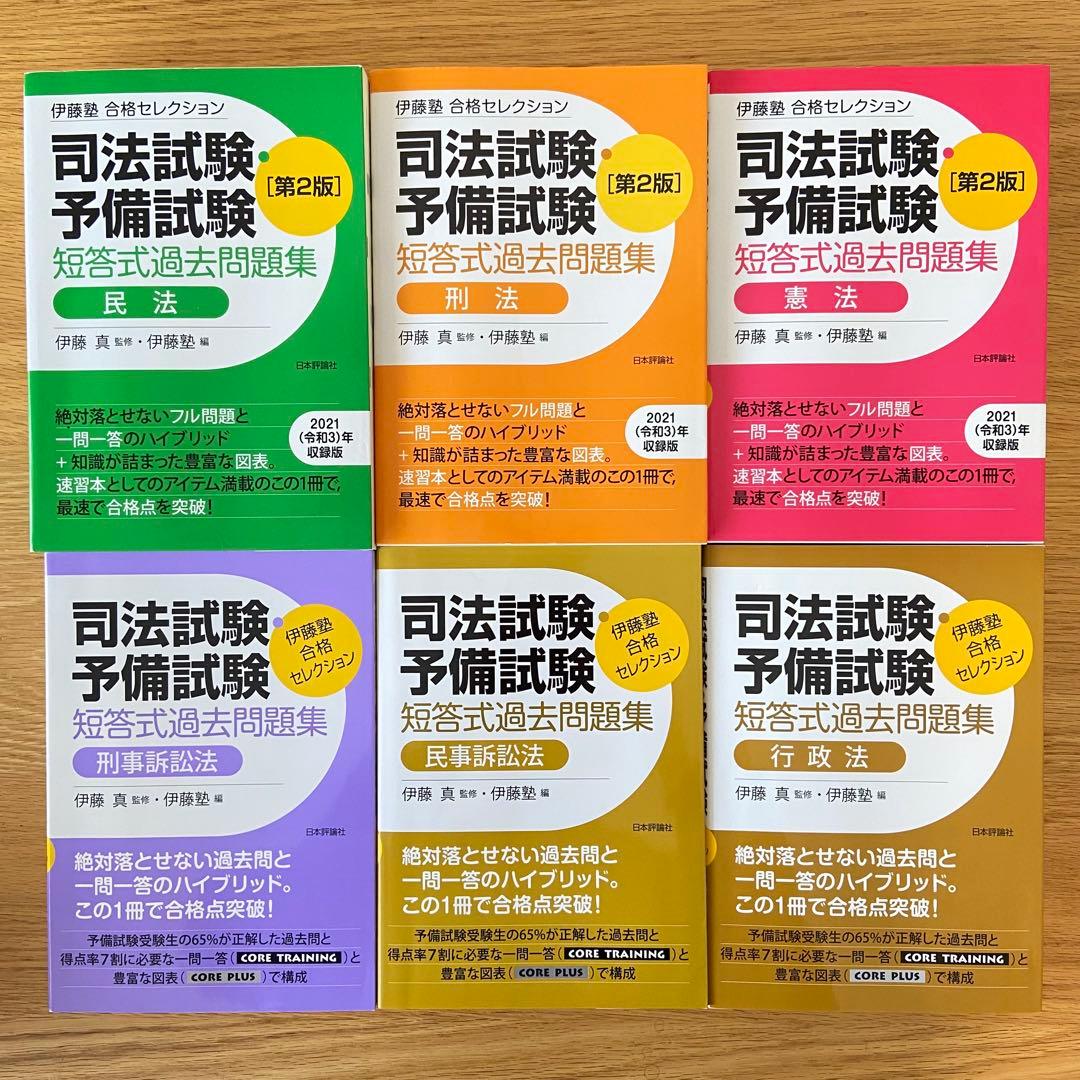 伊藤塾 合格セレクション
司法試験
予備試験
[第2版]
短答式過去問題集
民法
伊藤 真 監修・伊藤塾 編
日本評論社
絶対落とせないフル問題と
一問一答のハイブリッド
+知識が詰まった豊富な図表。
速習本としてのアイテム満載のこの1冊で、
最速で合格点を突破!
2021
(令和3)年
収録版
伊藤塾 合格セレクション
司法試験
予備試験
[第2版]
短答式過去問題集
刑法
伊藤 真 監修・伊藤塾 編
日本評論社
絶対落とせないフル問題と
一問一答のハイブリッド
+知識が詰まった豊富な図表。
速習本としてのアイテム満載のこの1冊で、
最速で合格点を突破!
2021
(令和3)年
収録版
伊藤塾 合格セレクション
司法試験
予備試験
[第2版]
短答式過去問題集
憲法
伊藤 真 監修・伊藤塾 編
日本評論社
絶対落とせないフル問題と
一問一答のハイブリッド
+知識が詰まった豊富な図表。
速習本としてのアイテム満載のこの1冊で、
最速で合格点を突破!
2021
(令和3)年
収録版
司法試験
予備試験
伊藤塾
合格
セレクション
短答式過去問題集
刑事訴訟法
伊藤 真 監修・伊藤塾 編
日本評論社
絶対落とせない過去問と
一問一答のハイブリッド。
この1冊で合格点突破!
予備試験受験生の65%が正解した過去問と
得点率7割に必要な一問一答(CORE TRAINING)と
豊富な図表(CORE PLUS)で構成
司法試験
予備試験
伊藤塾
合格
セレクション
短答式過去問題集
民事訴訟法
伊藤 真 監修・伊藤塾 編
日本評論社
絶対落とせない過去問と
一問一答のハイブリッド。
この1冊で合格点突破!
予備試験受験生の65%が正解した過去問と
得点率7割に必要な一問一答(CORE TRAINING)と
豊富な図表(CORE PLUS)で構成
司法試験
予備試験
伊藤塾
合格
セレクション
短答式過去問題集
行政法
伊藤 真 監修・伊藤塾 編
日本評論社
絶対落とせない過去問と
一問一答のハイブリッド。
この1冊で合格点突破!
予備試験受験生の65%が正解した過去問と
得点率7割に必要な一問一答(CORE TRAINING)と
豊富な図表(CORE PLUS)で構成